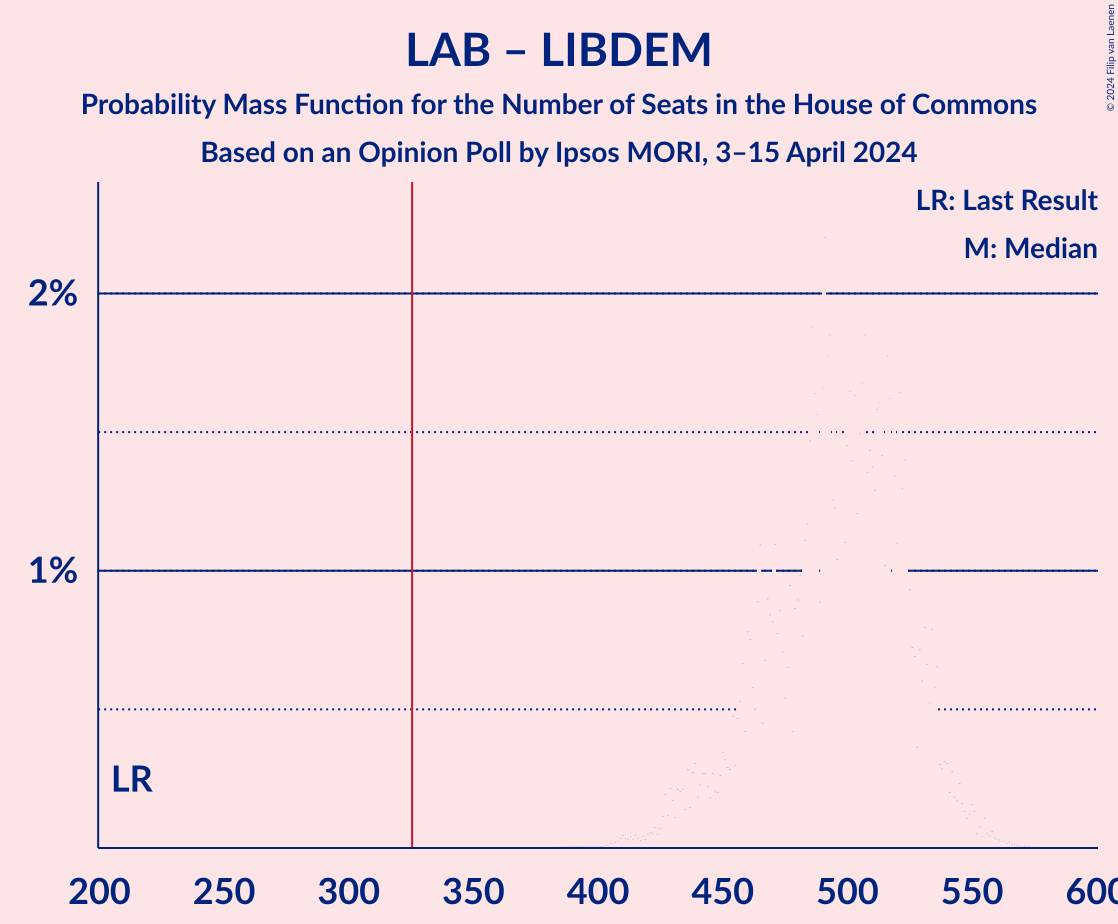 LAB – LIBDEM
Probability Mass Function for the Number of Seats in the House of Commons
Based on an Opinion Poll by Ipsos MORI, 3–15 April 2024
© 2024 Filip van Laenen
LR: Last Result
M: Median
2%
1%
LR
200 250 300 350 400 450 500 550 600